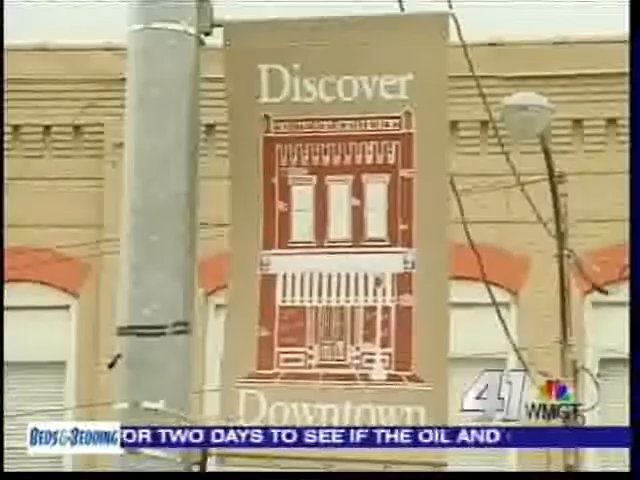 Discover
Downtown
41
WMGT
BEDS & BEDDING
OR TWO DAYS TO SEE IF THE OIL AND